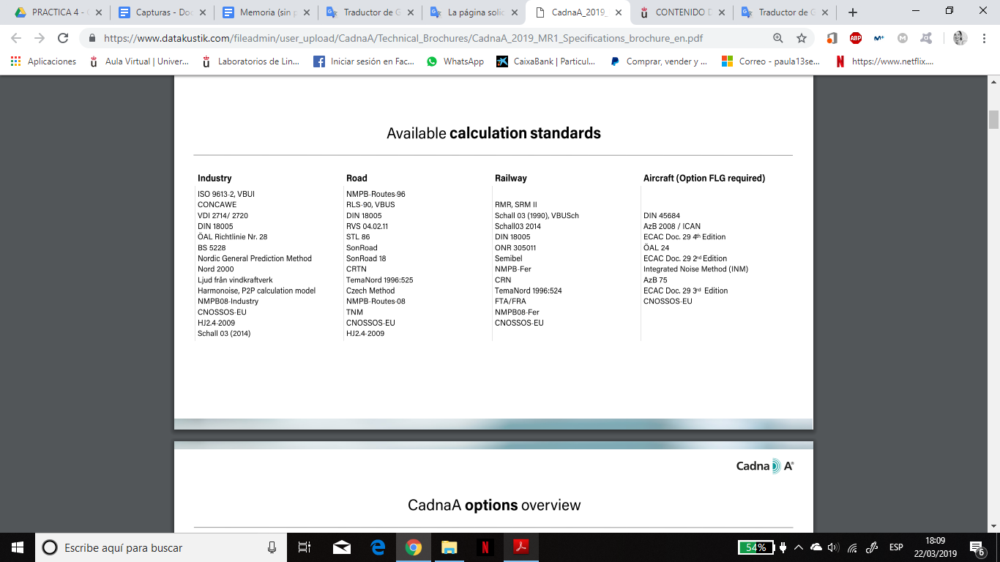 PRACTICA 4 - 
Capturas - Doc
Memoria (sin p
Traductor de G
La página solic
CadnaA_2019_
CONTENIDO D
Traductor de G
https://www.datakustik.com/fileadmin/user_upload/CadnaA/Technical_Brochures/CadnaA_2019_MR1_Specifications_brochure_en.pdf
ABP
Aplicaciones
Aula Virtual | Univer...
Laboratorios de Lin...
Iniciar sesión en Fac...
WhatsApp
CaixaBank | Particul...
Comprar, vender y ...
Correo - paula13se...
https://www.netflix....
Available calculation standards
Industry
ISO 9613-2, VBUI
CONCAWE
VDI 2714/ 2720
DIN 18005
ÖAL Richtlinie Nr. 28
BS 5228
Nordic General Prediction Method
Nord 2000
Ljud från vindkraftverk
Harmonoise, P2P calculation model
NMPB08-Industry
CNOSSOS-EU
HJ2.4-2009
Schall 03 (2014)
Road
NMPB-Routes-96
RLS-90, VBUS
DIN 18005
RVS 04.02.11
STL 86
SonRoad
SonRoad 18
CRTN
TemaNord 1996:525
Czech Method
NMPB-Routes-08
TNM
CNOSSOS-EU
HJ2.4-2009
Railway
RMR, SRM II
Schall 03 (1990), VBUSch
Schall03 2014
DIN 18005
ONR 305011
Semibel
NMPB-Fer
CRN
TemaNord 1996:524
FTA/FRA
NMPB08-Fer
CNOSSOS-EU
Aircraft (Option FLG required)
DIN 45684
AzB 2008 / ICAN
ECAC Doc. 29 4th Edition
ÖAL 24
ECAC Doc. 29 2nd Edition
Integrated Noise Method (INM)
AzB 75
ECAC Doc. 29 3rd Edition
CNOSSOS-EU
Cadna A®
CadnaA options overview
Escribe aquí para buscar
54%
ESP
18:09
22/03/2019
6